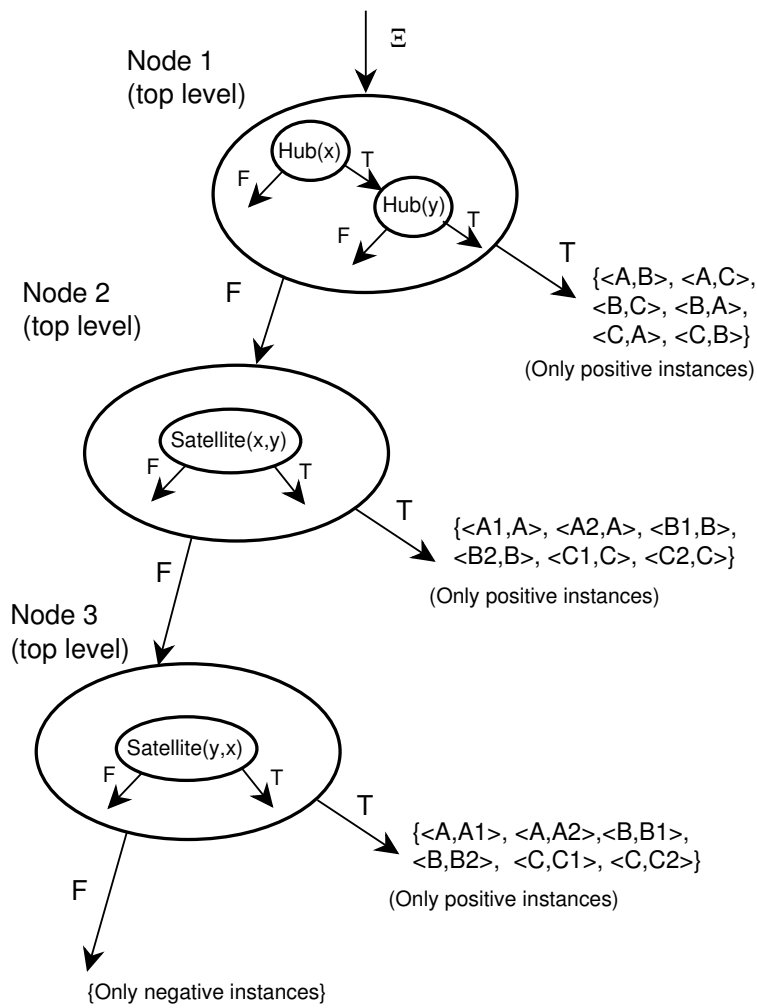 Ξ
Node 1
(top level)
Hub(x)
F
T
Hub(y)
F
T
T
{<A,B>, <A,C>,
<B,C>, <B,A>,
<C,A>, <C,B>}
(Only positive instances)
F
Node 2
(top level)
Satellite(x,y)
F
T
T
{<A1,A>, <A2,A>, <B1,B>,
<B2,B>, <C1,C>, <C2,C>}
(Only positive instances)
F
Node 3
(top level)
Satellite(y,x)
F
T
T
{<A,A1>, <A,A2>,<B,B1>,
<B,B2>, <C,C1>, <C,C2>}
(Only positive instances)
F
{Only negative instances}